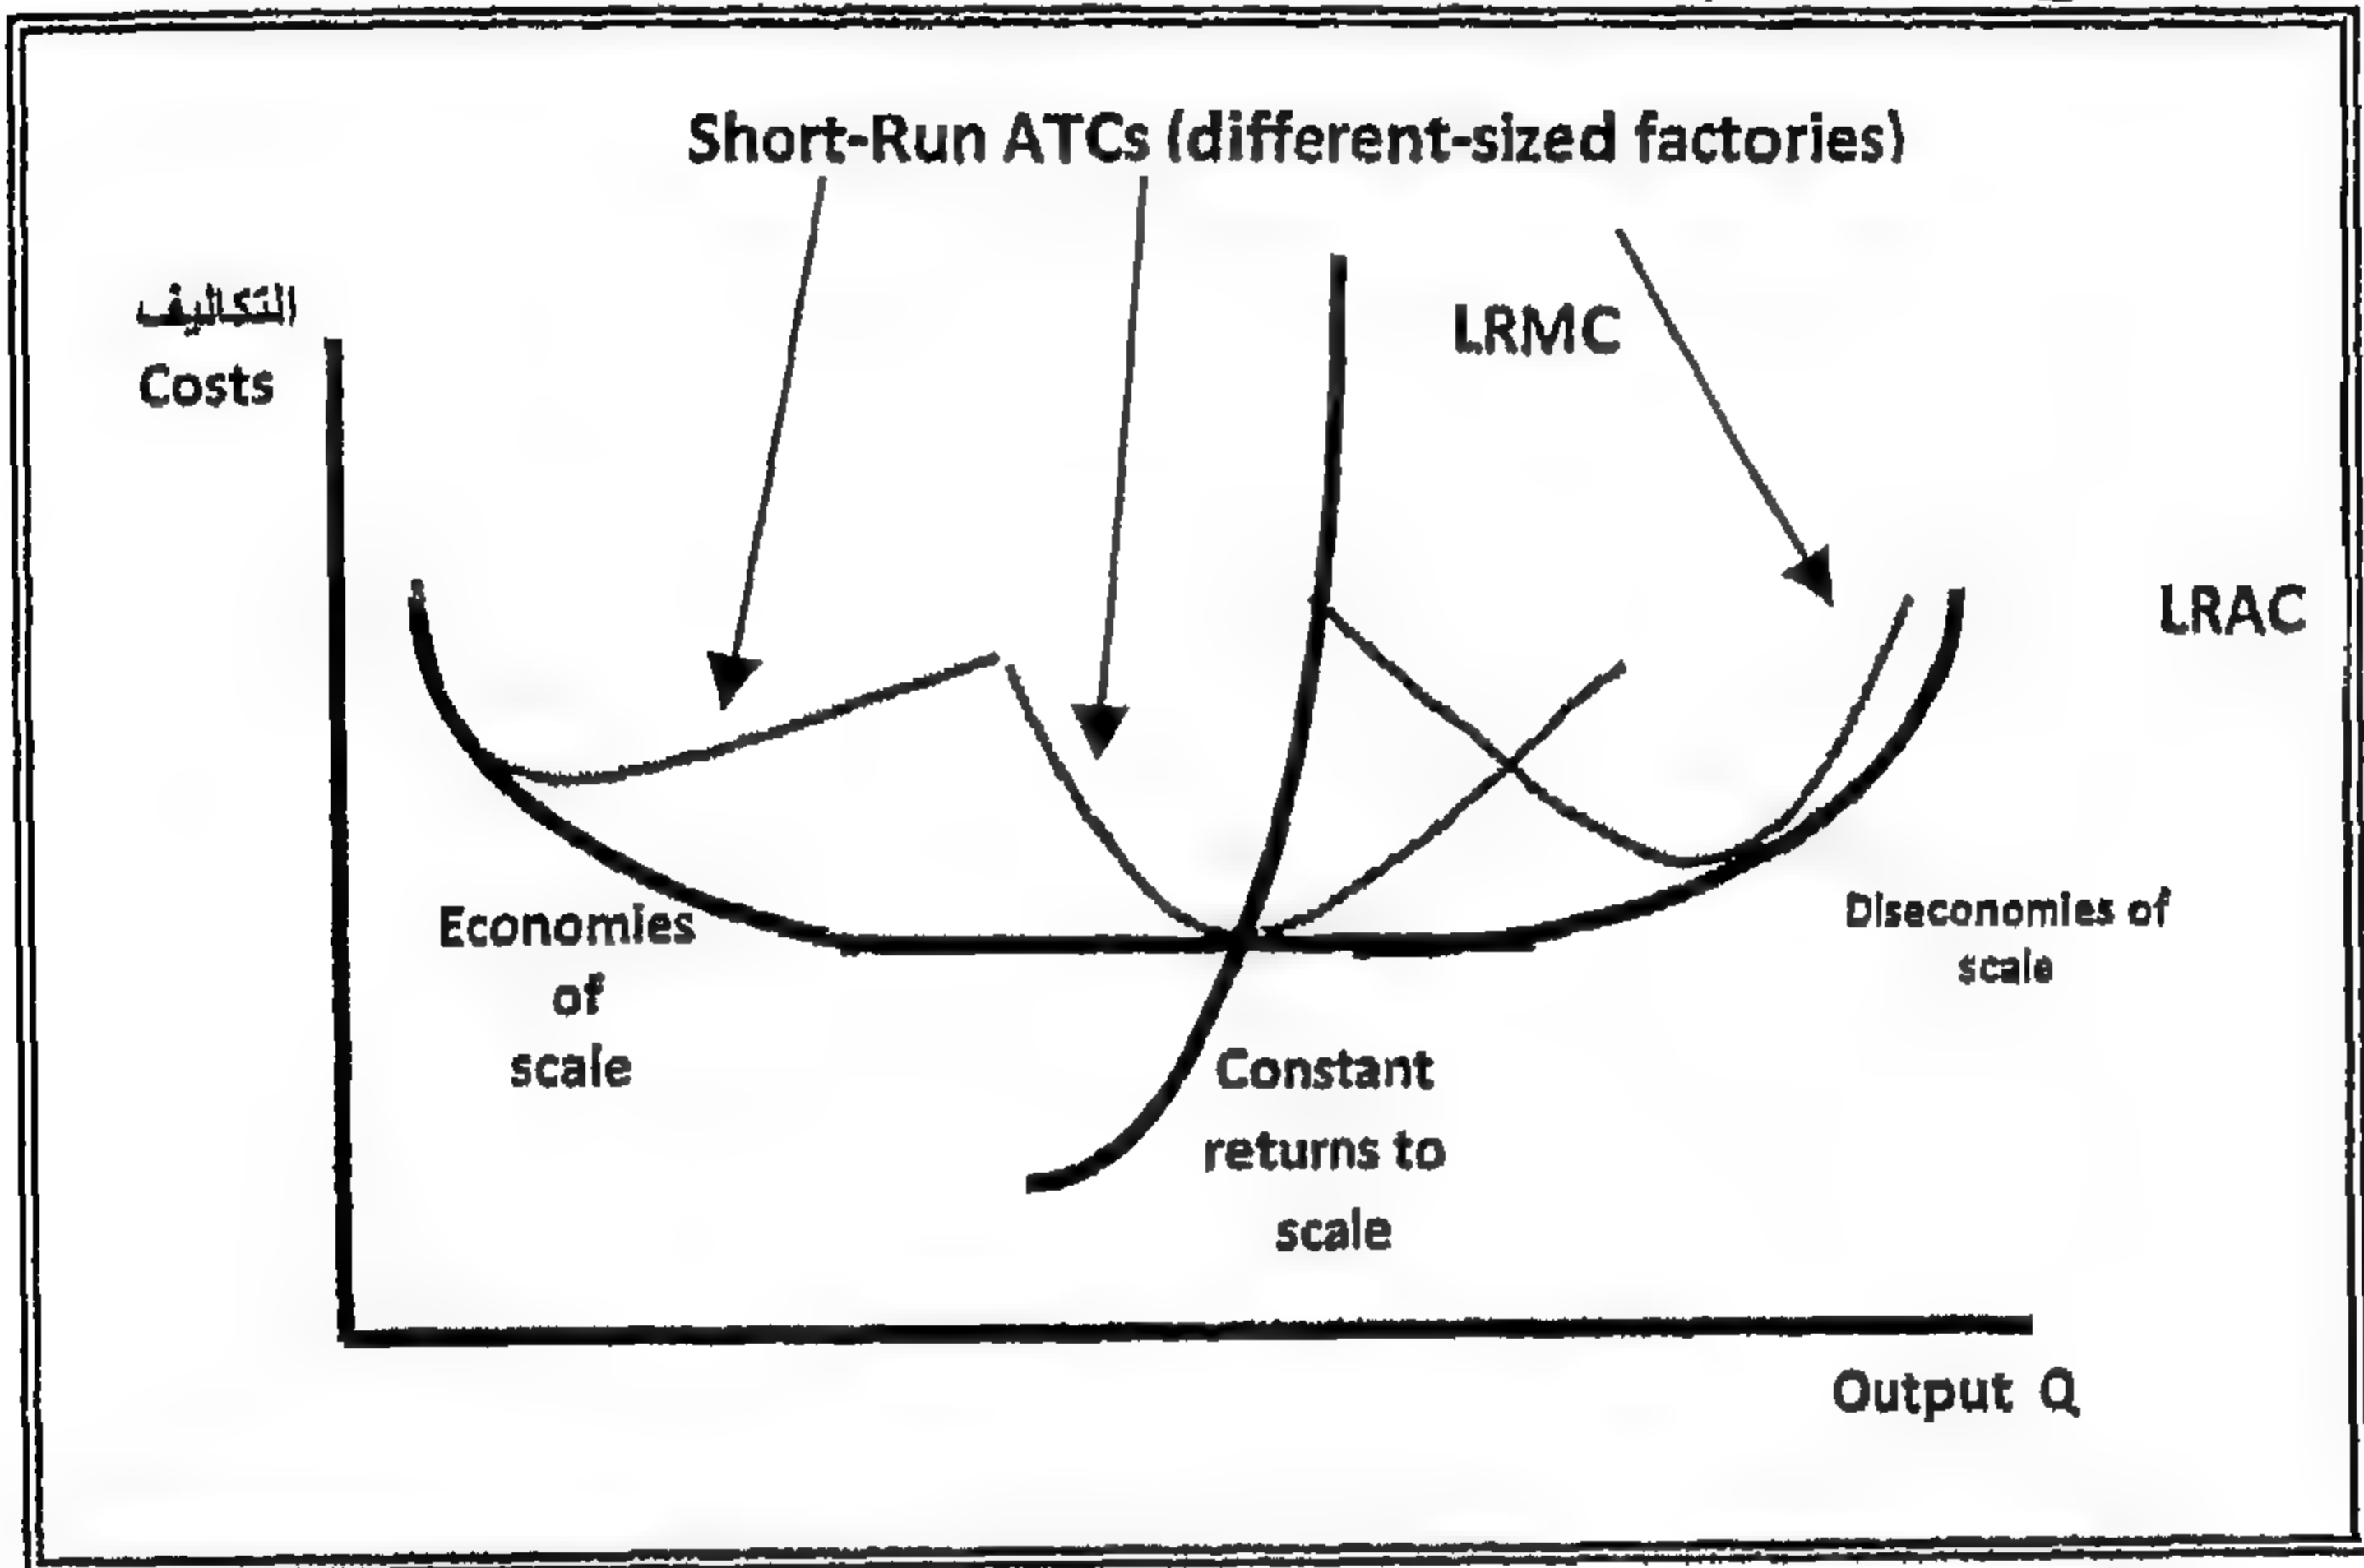 Short-Run ATCs (different-sized factories)
التكاليف
Costs
LRMC
LRAC
Economies
of
scale
Diseconomies of
scale
Constant
returns to
scale
Output Q